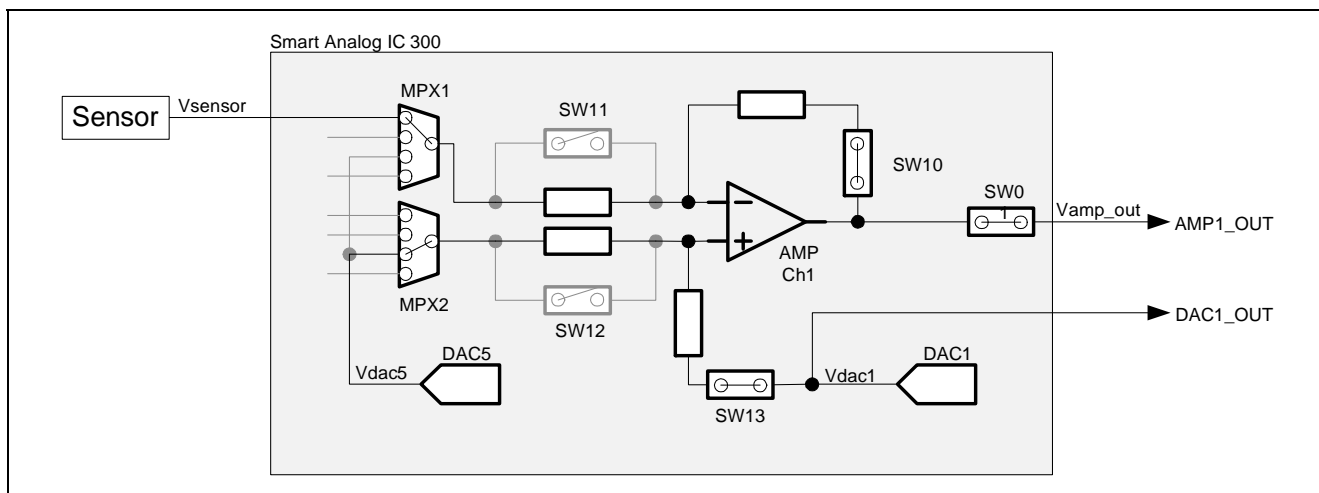 Smart Analog IC 300
Sensor
Vsensor
MPX1
SW11
SW10
SW0
1
Vamp_out
AMP1_OUT
AMP
Ch1
MPX2
SW12
DAC1_OUT
DAC5
DAC1
Vdac5
Vdac1
SW13